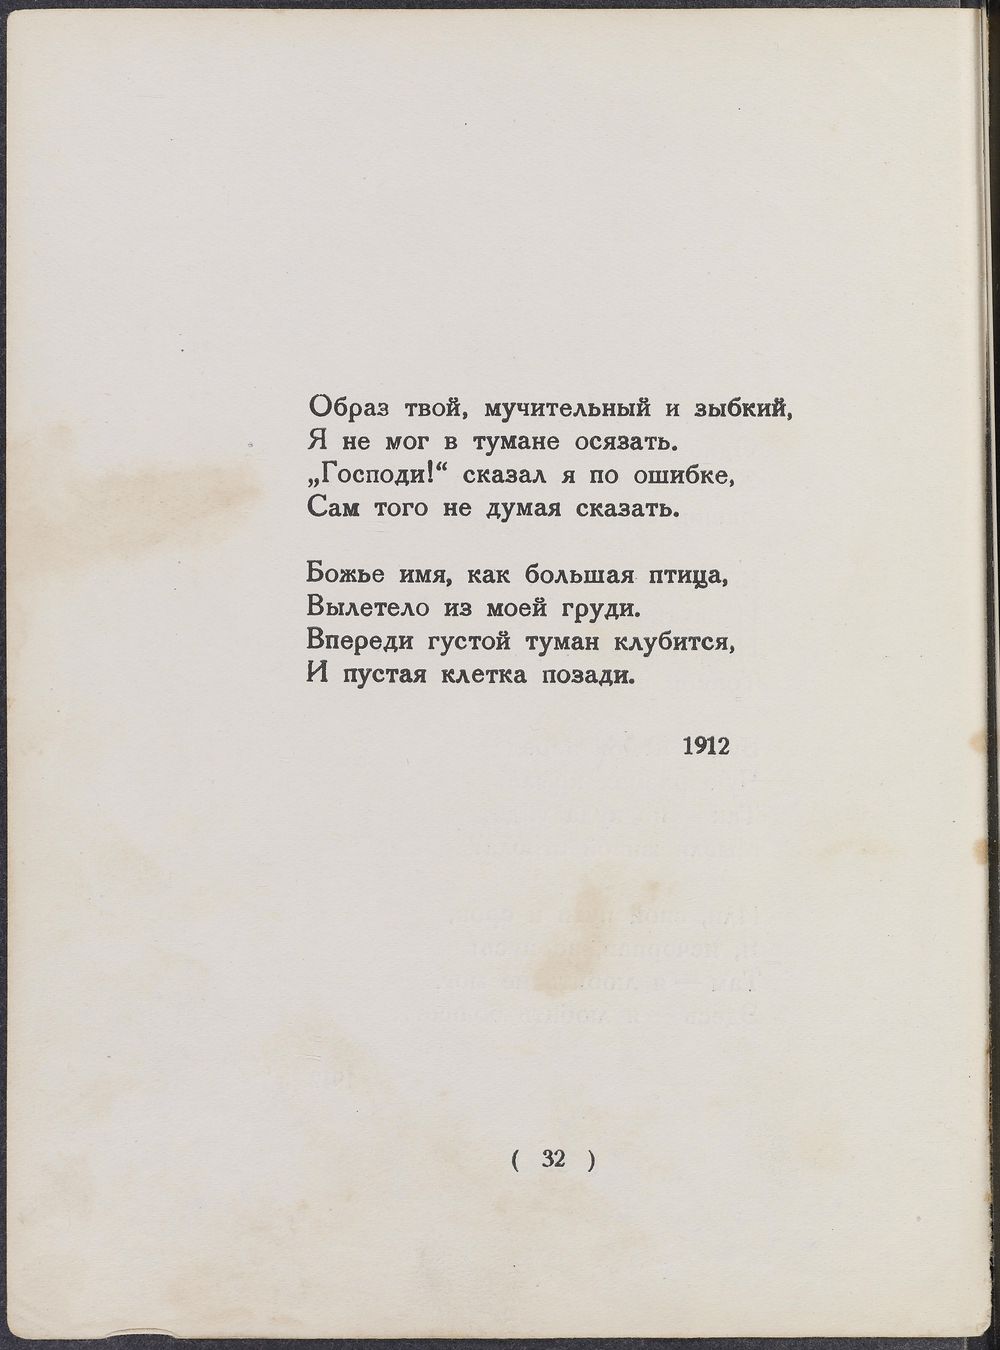 Образ твой, мучительный и зыбкий,
Я не мог в тумане осязать.
„Господи!“ сказал я по ошибке,
Сам того не думая сказать.

Божье имя, как большая птица,
Вылетело из моей груди.
Впереди густой туман клубится,
И пустая клетка позади.

1912

( 32 )